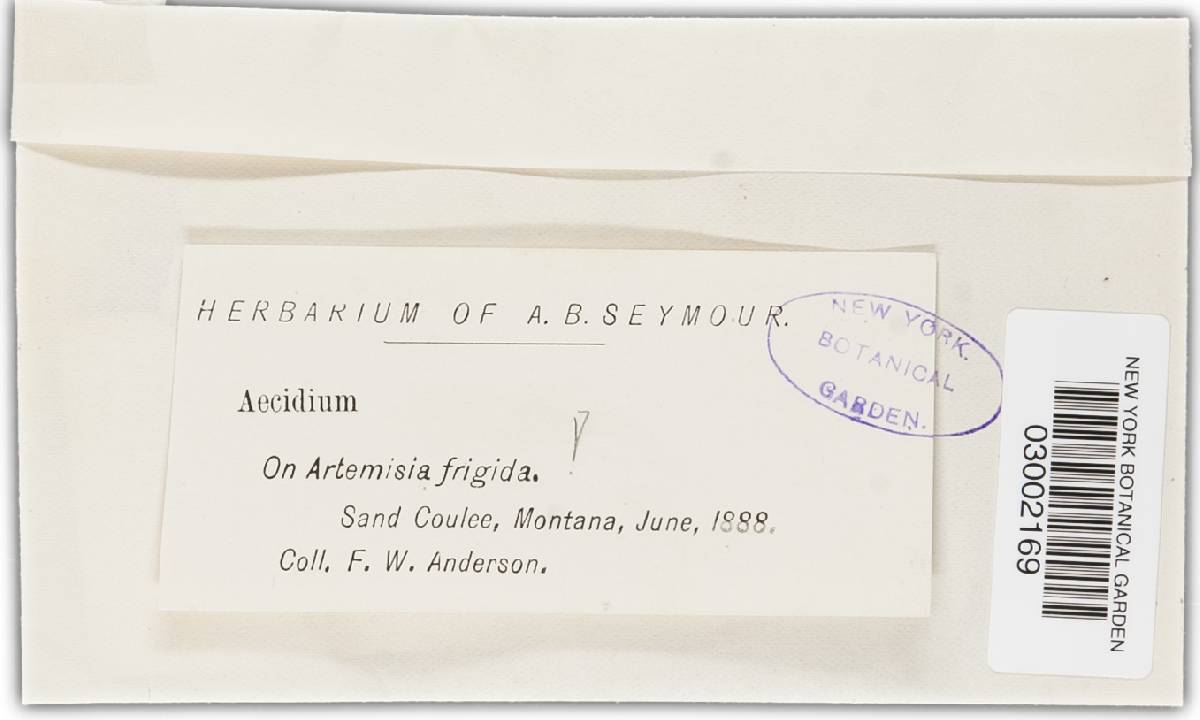 HERBARIUM OF A. B. SEYMOUR.
Aecidium
On Artemisia frigida.
Sand Coulee, Montana, June, 1888.
Coll. F. W. Anderson.
NEW YORK.
BOTANICAL
GARDEN.
NEW YORK BOTANICAL GARDEN
03002169